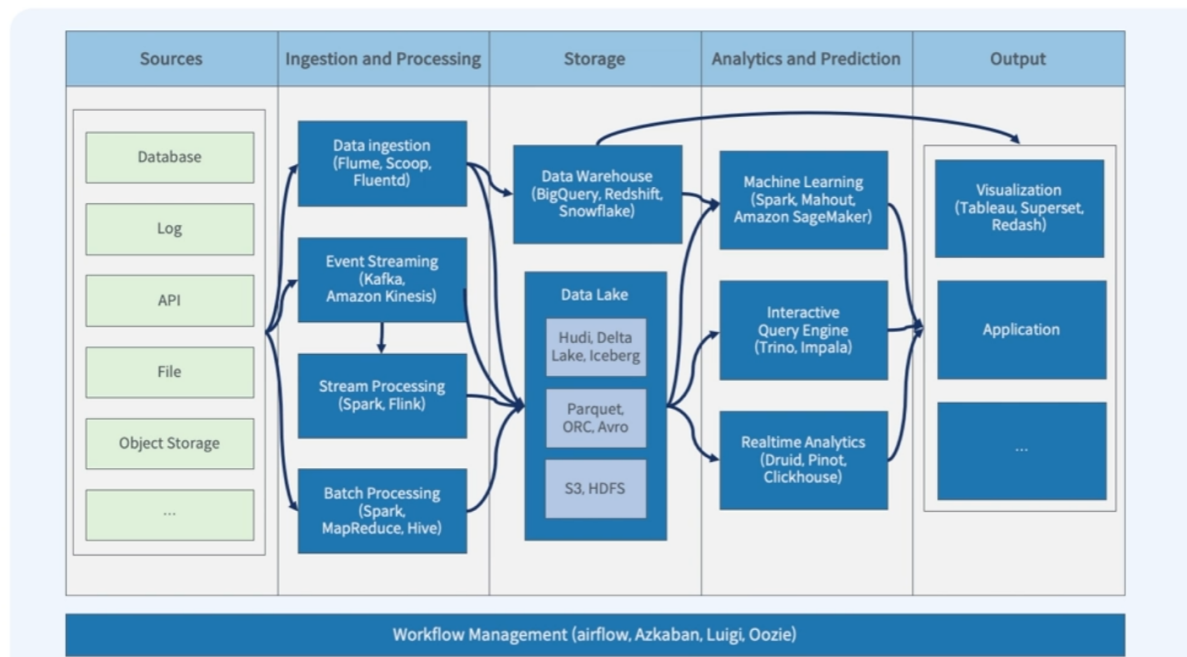 Sources
Ingestion and Processing
Storage
Analytics and Prediction
Output
Database
Log
API
File
Object Storage
...
Data ingestion
(Flume, Scoop,
Fluentd)
Event Streaming
(Kafka,
Amazon Kinesis)
Stream Processing
(Spark, Flink)
Batch Processing
(Spark,
MapReduce, Hive)
Data Warehouse
(BigQuery, Redshift,
Snowflake)
Data Lake
Hudi, Delta
Lake, Iceberg
Parquet,
ORC, Avro
S3, HDFS
Machine Learning
(Spark, Mahout,
Amazon SageMaker)
Interactive
Query Engine
(Trino, Impala)
Realtime Analytics
(Druid, Pinot,
Clickhouse)
Visualization
(Tableau, Superset,
Redash)
Application
...
Workflow Management (airflow, Azkaban, Luigi, Oozie)